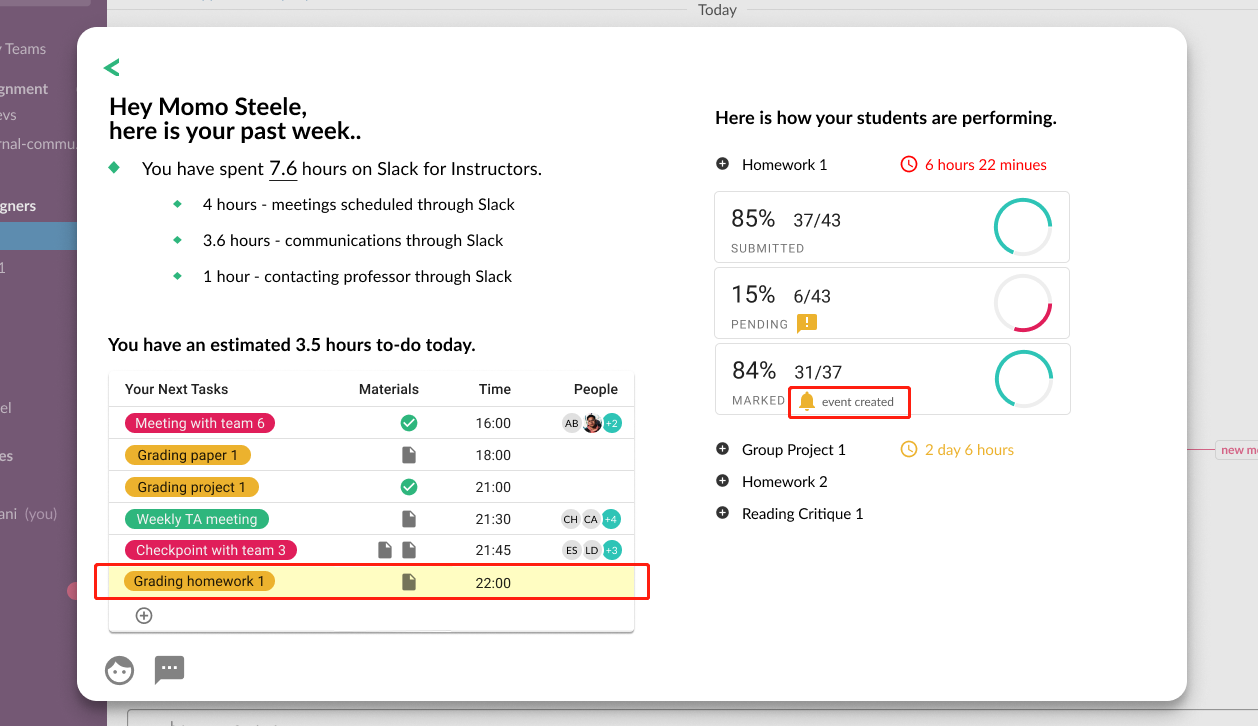 Today
Teams
gnment
evs
rnal-commu.
gners
1
el
es
ani (you)
Hey Momo Steele,
here is your past week..
You have spent 7.6 hours on Slack for Instructors.
4 hours - meetings scheduled through Slack
3.6 hours - communications through Slack
1 hour - contacting professor through Slack
You have an estimated 3.5 hours to-do today.
Your Next Tasks Materials Time People
Meeting with team 6 16:00 AB +2
Grading paper 1 18:00
Grading project 1 21:00
Weekly TA meeting 21:30 CH CA +4
Checkpoint with team 3 21:45 ES LD +3
Grading homework 1 22:00
Here is how your students are performing.
Homework 1 6 hours 22 minues
85% 37/43
SUBMITTED
15% 6/43
PENDING
84% 31/37
MARKED event created
Group Project 1 2 day 6 hours
Homework 2
Reading Critique 1
new m